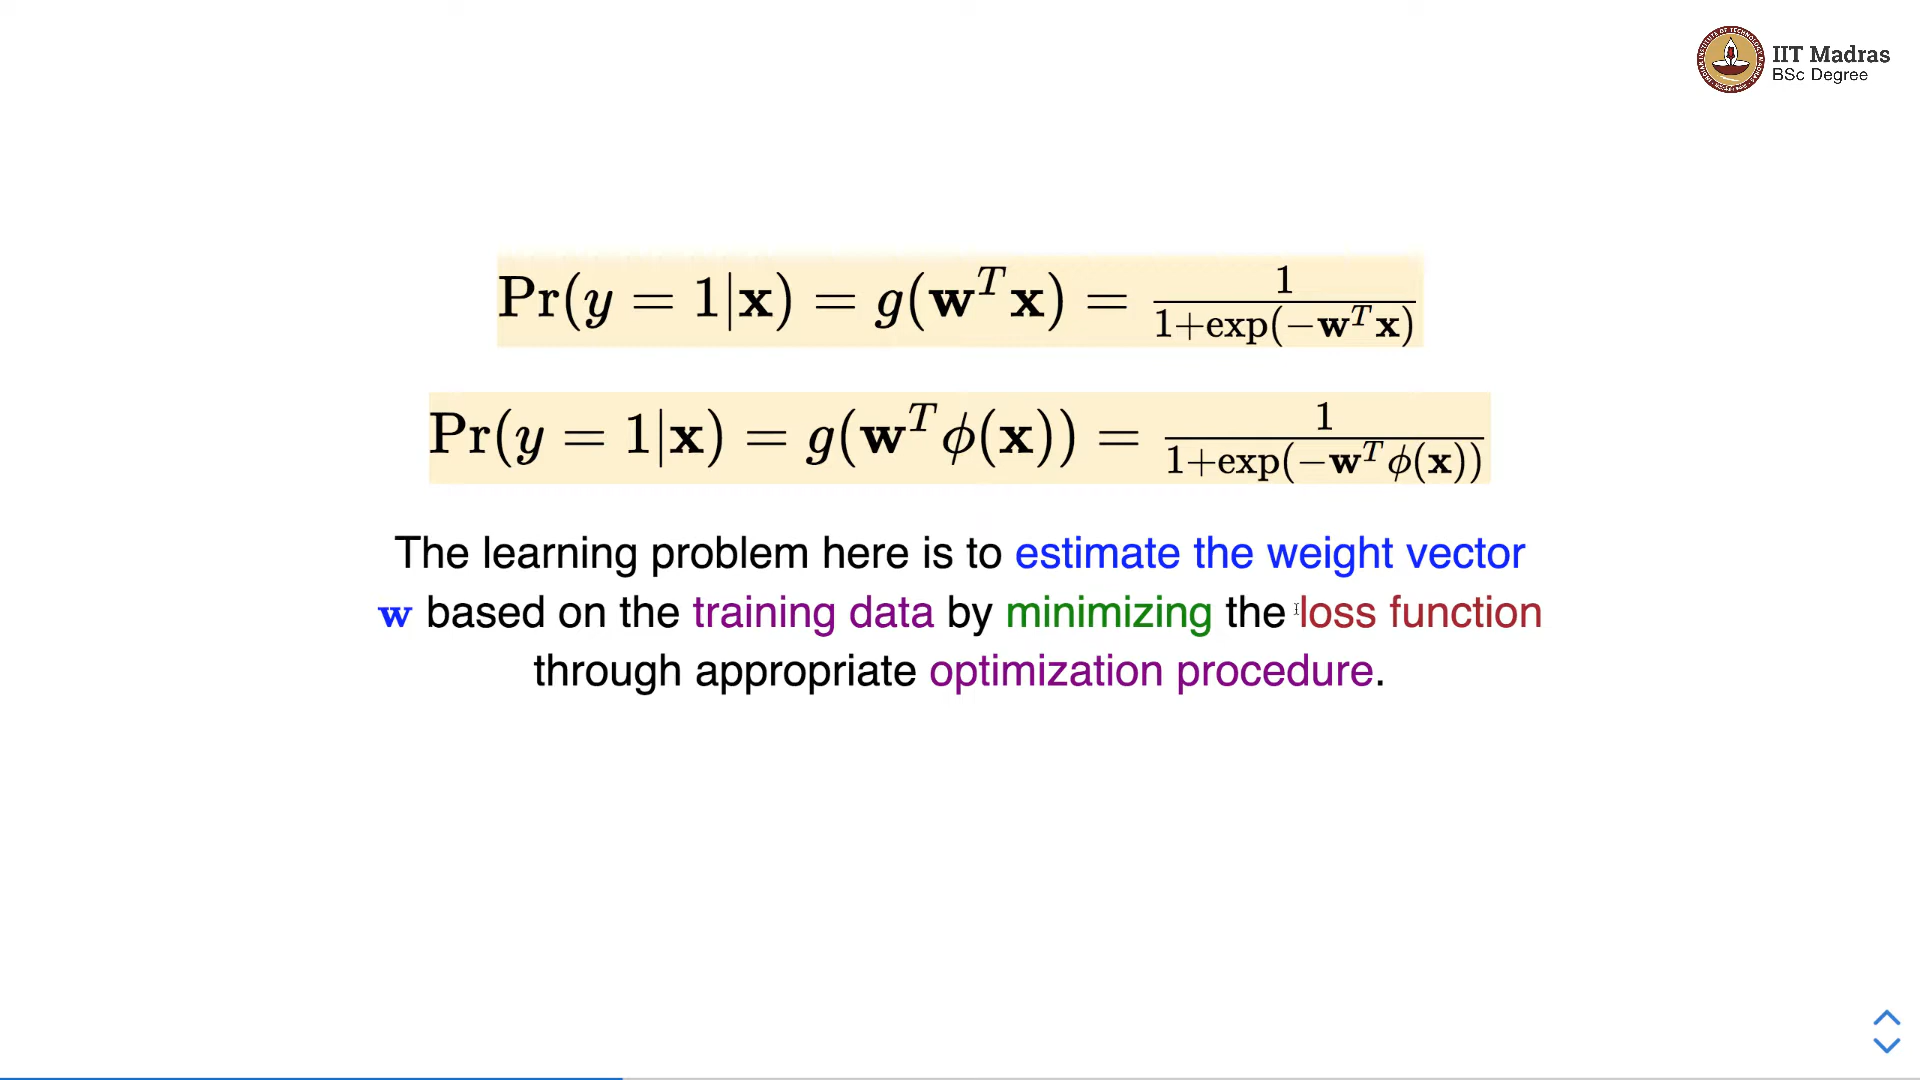 IIT Madras
BSc Degree
Pr(y = 1|x) = g(w^T x) = \frac{1}{1+exp(−w^T x)}
Pr(y = 1|x) = g(w^T ϕ(x)) = \frac{1}{1+exp(−w^T ϕ(x))}
The learning problem here is to estimate the weight vector
w based on the training data by minimizing the loss function
through appropriate optimization procedure.